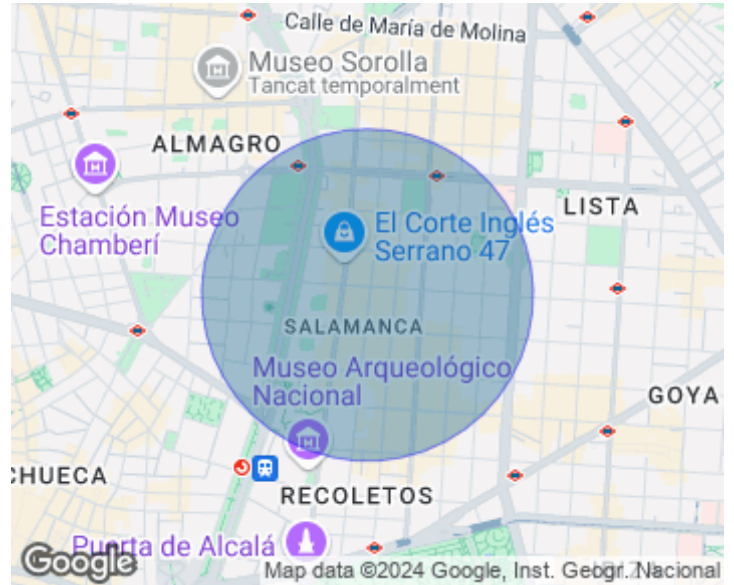 Calle de María de Molina
Museo Sorolla
Tancat temporalment
ALMAGRO
Estación Museo
Chamberí
El Corte Inglés
Serrano 47
LISTA
SALAMANCA
Museo Arqueológico
Nacional
GOYA
CHUECA
RECOLETOS
Puerta de Alcalá
Google
Map data ©2024 Google, Inst. Geogr. Nacional